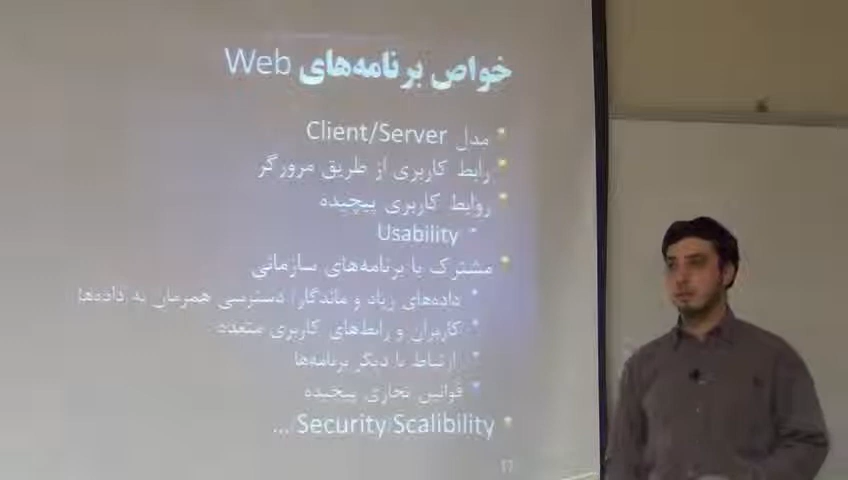 خواص برنامه‌های Web
مدل Client/Server
رابط کاربری از طریق مرورگر
روابط کاربری پیچیده
Usability
مشترک با برنامه‌های سازمانی
داده‌های زیاد و ماندگار/ دسترسی همزمان به داده‌ها
کاربران و رابط‌های کاربری متعدد
ارتباط با دیگر برنامه‌ها
قوانین تجاری پیچیده
Security/Scalibility ...